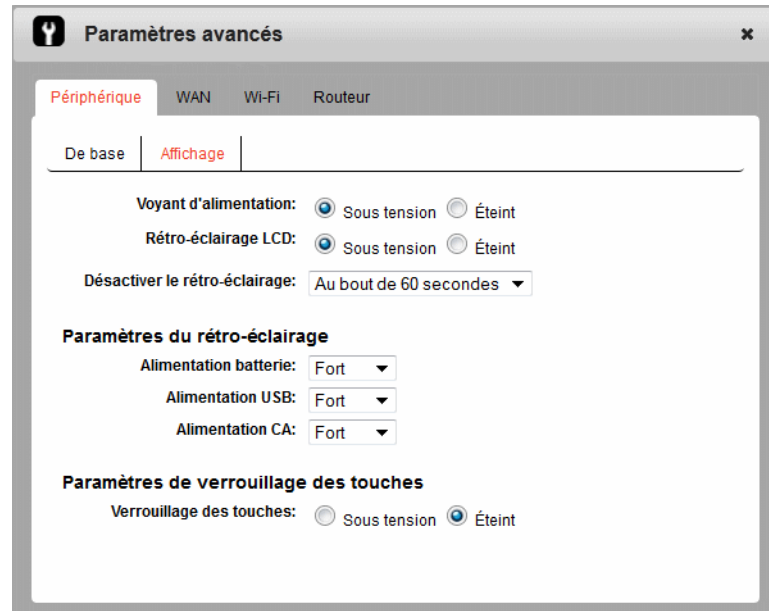 Paramètres avancés
Périphérique WAN Wi-Fi Routeur
De base Affichage
Voyant d'alimentation: Sous tension Éteint
Rétro-éclairage LCD: Sous tension Éteint
Désactiver le rétro-éclairage: Au bout de 60 secondes
Paramètres du rétro-éclairage
Alimentation batterie: Fort
Alimentation USB: Fort
Alimentation CA: Fort
Paramètres de verrouillage des touches
Verrouillage des touches: Sous tension Éteint